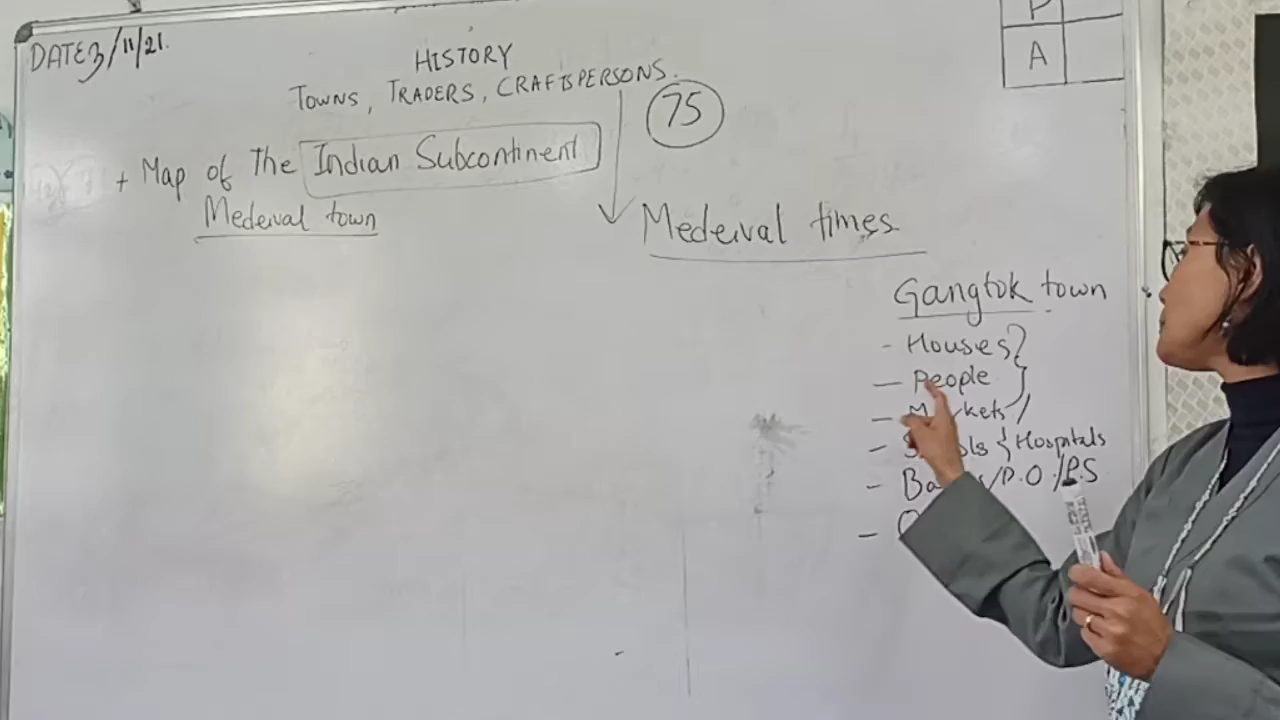 DATE 3/11/21.
HISTORY
TOWNS, TRADERS, CRAFTSPERSONS.
75
+ Map of The Indian Subcontinent
Medeival town
Medeival times
Gangtok town
- Houses
- People
- Markets
- Schools & Hospitals
- Banks/P.O./P.S
P
A